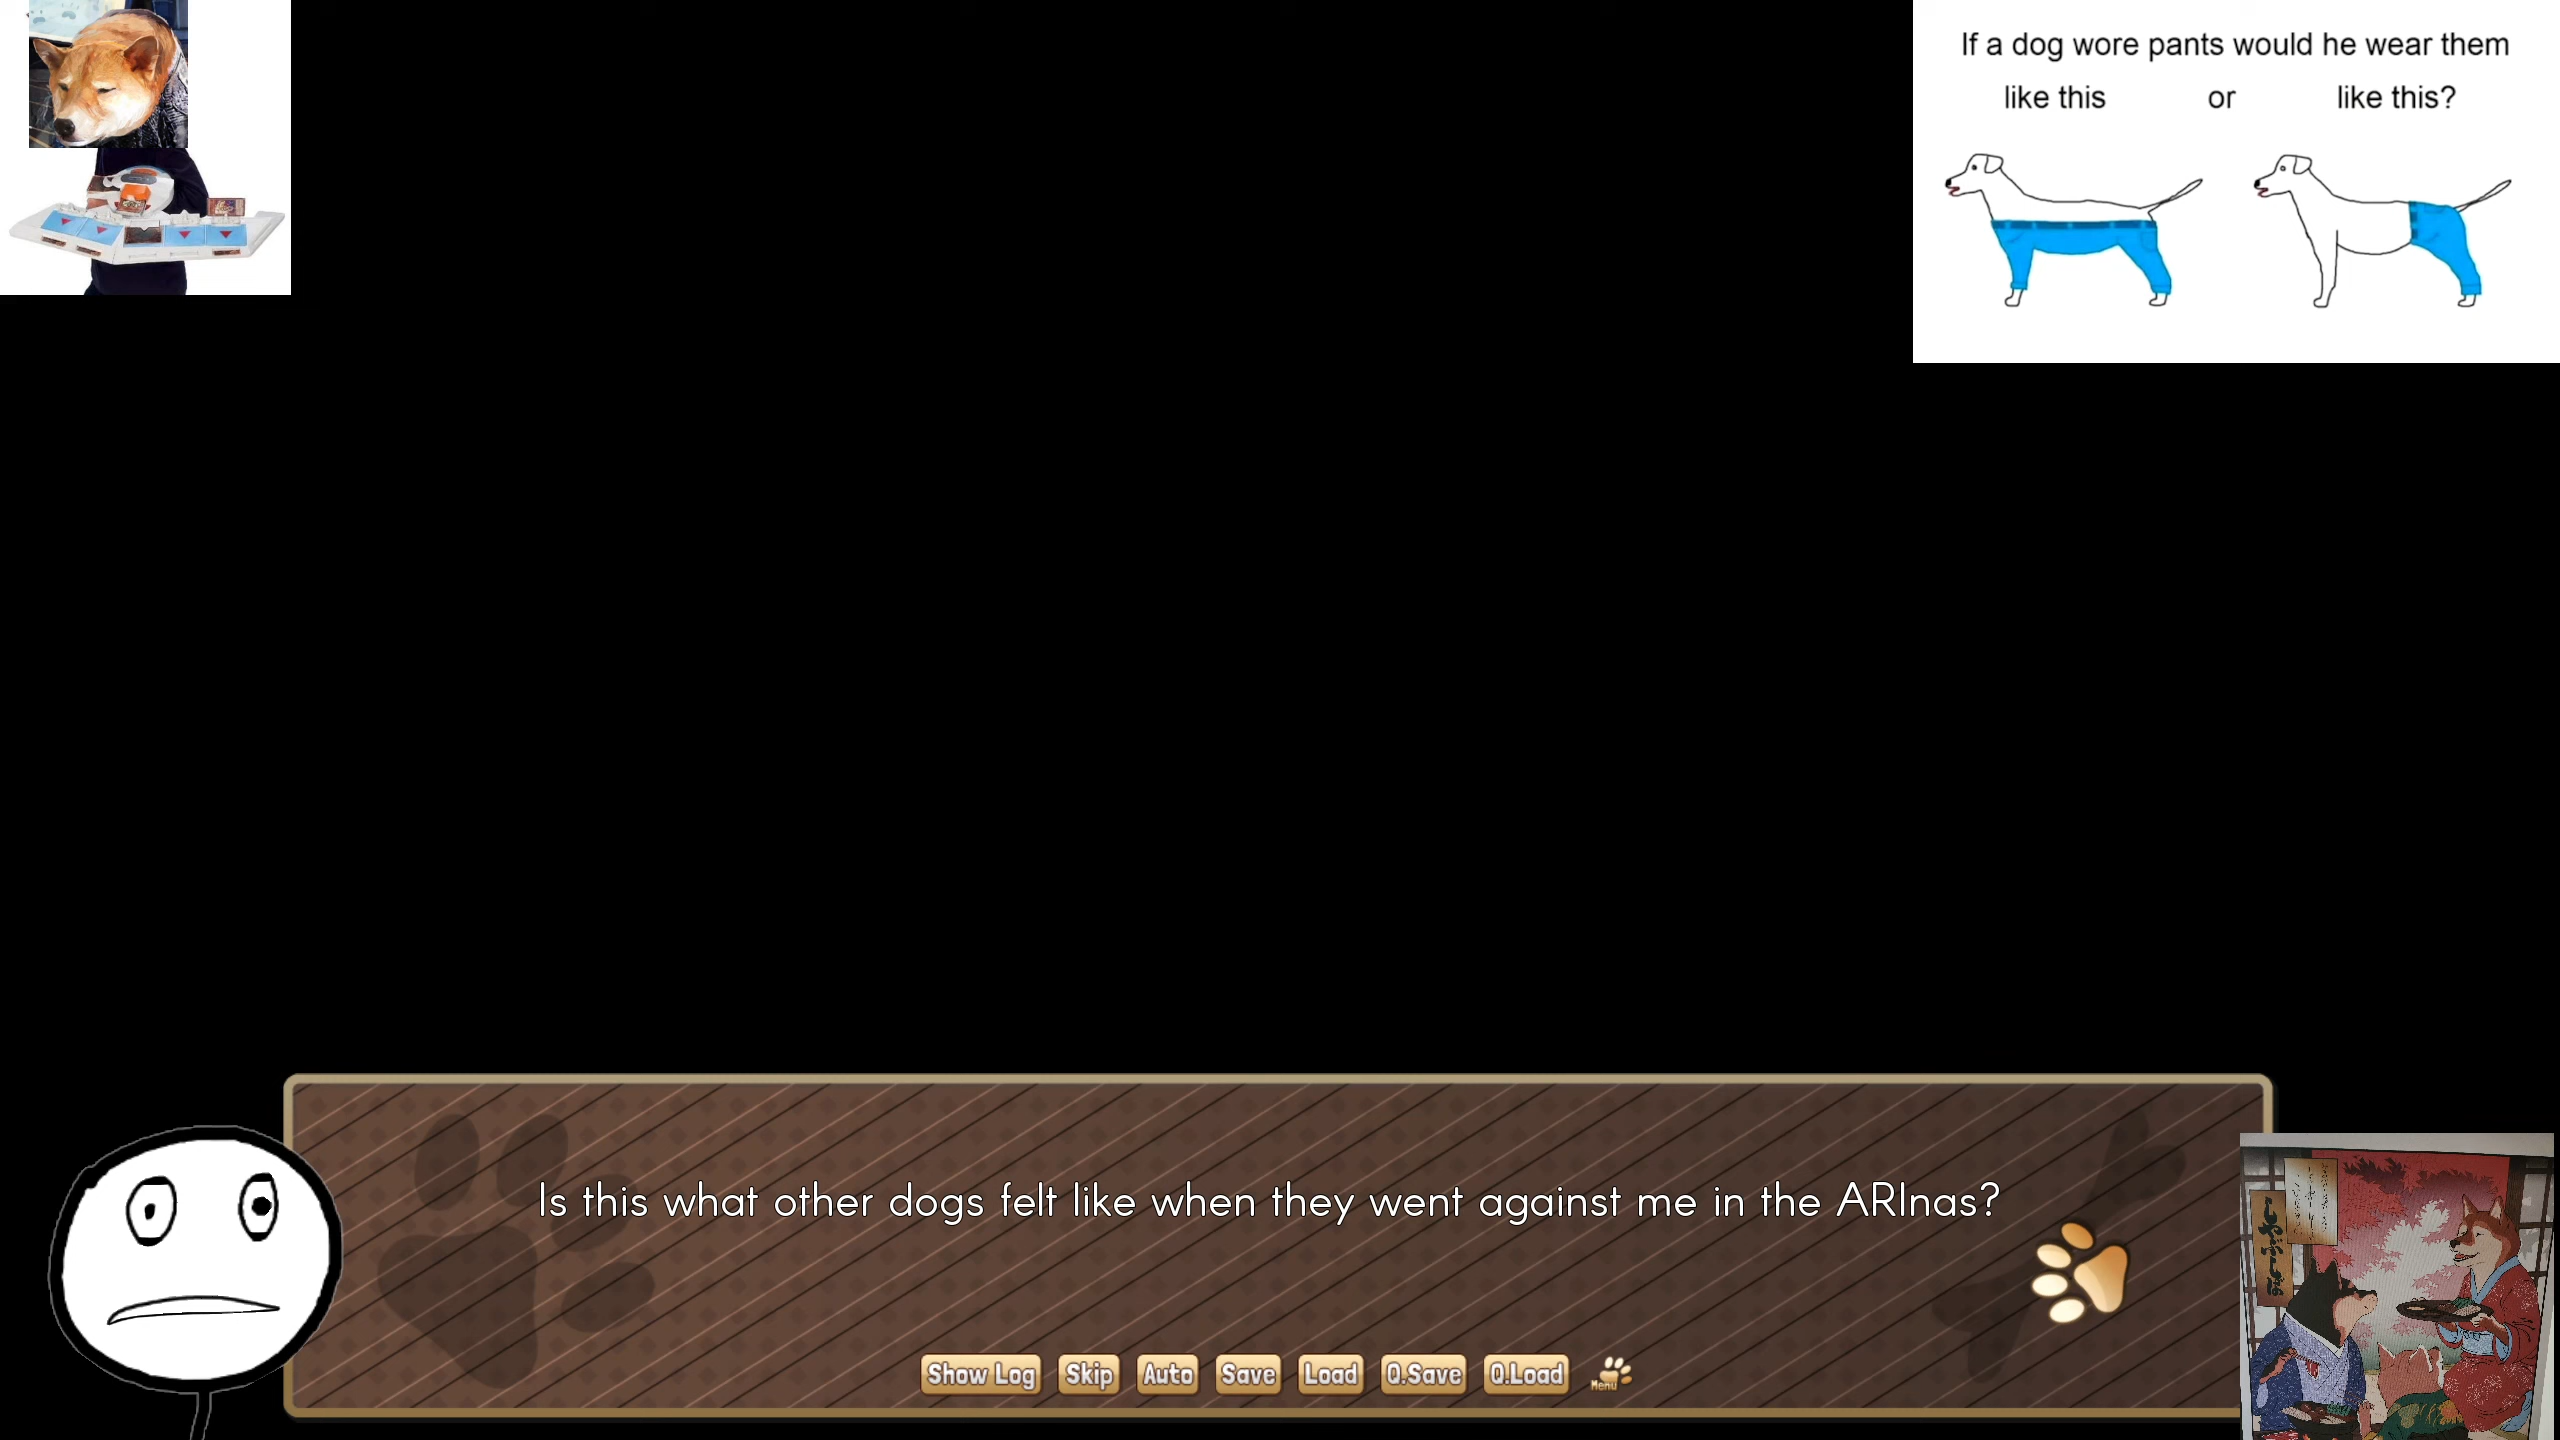 If a dog wore pants would he wear them
like this or like this?
Is this what other dogs felt like when they went against me in the ARInas?
Show Log Skip Auto Save Load Q.Save Q.Load Menu